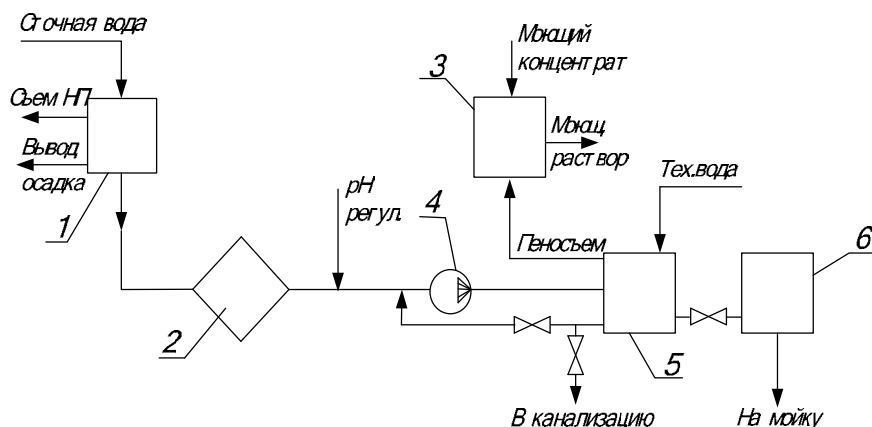 Сточная вода
Съем НП
Вывод
осадка
1
2
pH
регул.
3
Моющий
концентрат
Моющ.
раствор
4
Пеносъем
Тех.вода
5
6
В канализацию
На мойку